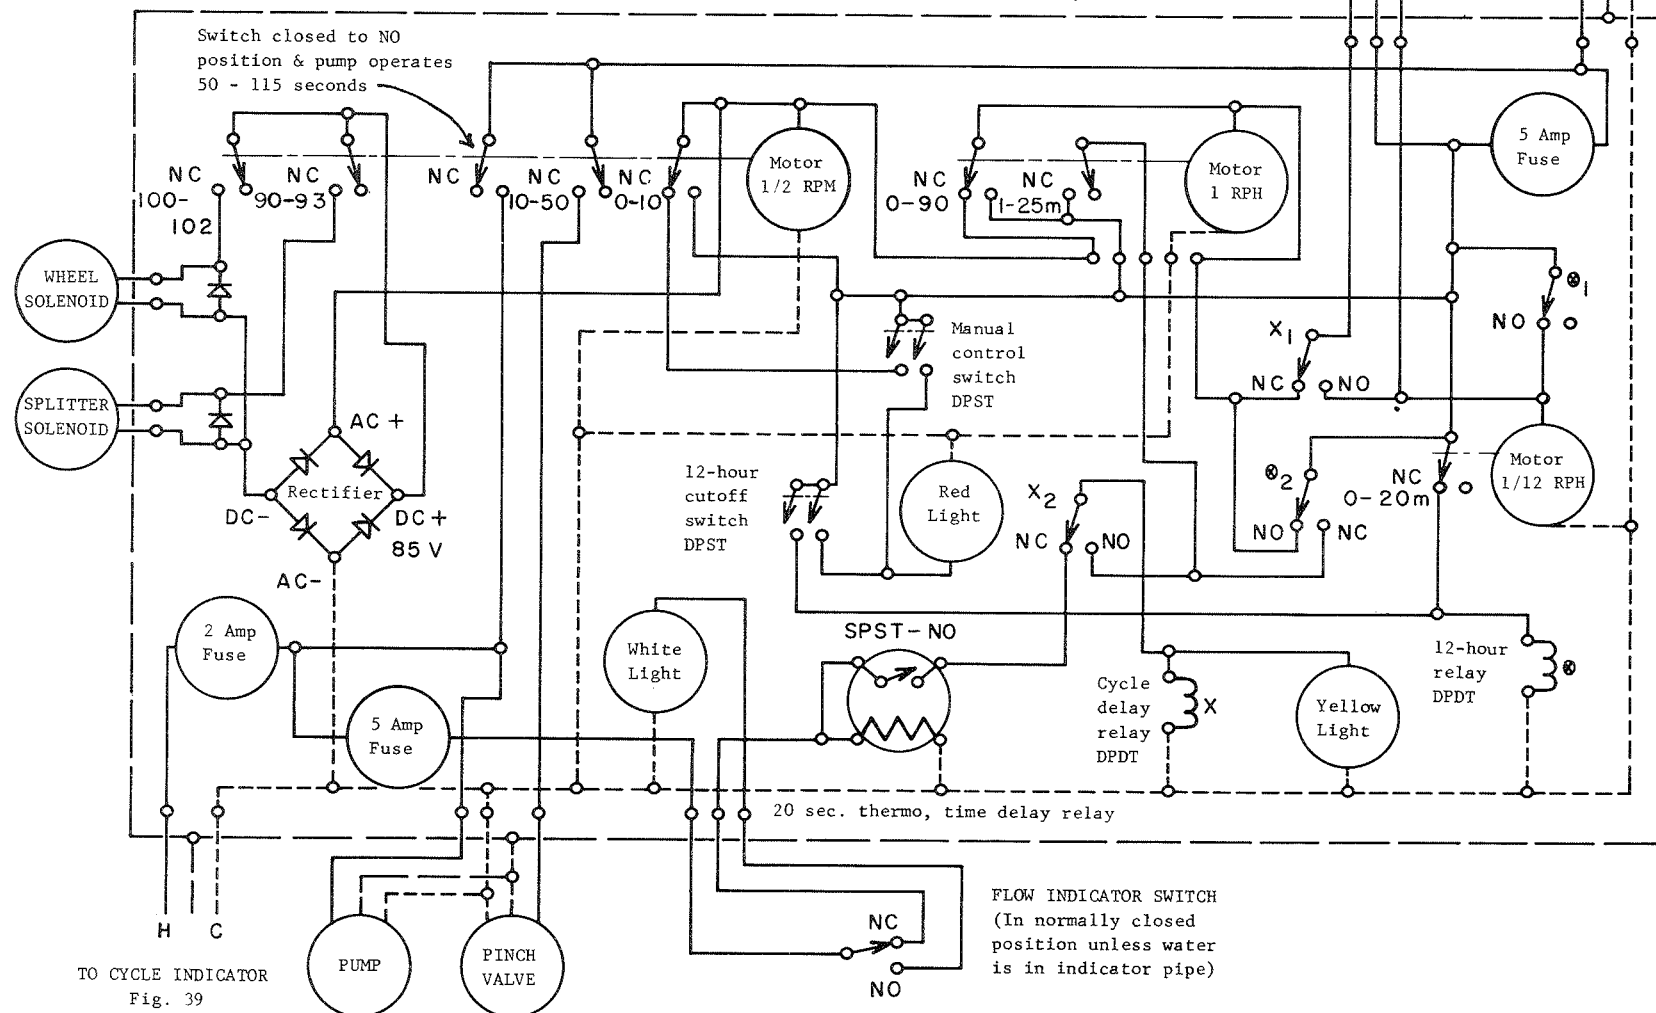 Switch closed to NO
position & pump operates
50 - 115 seconds
NC
100-
102
NC
90-93
NC
NC
10-50
NC
0-10
Motor
1/2 RPM
NC
0-90
NC
1-25m
Motor
1 RPH
5 Amp
Fuse
WHEEL
SOLENOID
SPLITTER
SOLENOID
AC +
Rectifier
DC-
DC+
85 V
AC-
Manual
control
switch
DPST
X1
NC
NO
⊗1
NO
12-hour
cutoff
switch
DPST
Red
Light
X2
NC
NO
⊗2
NO
NC
NC
0-20m
Motor
1/12 RPH
2 Amp
Fuse
5 Amp
Fuse
White
Light
SPST-NO
Cycle
delay
relay
DPDT
X
Yellow
Light
12-hour
relay
DPDT
⊗
20 sec. thermo, time delay relay
H
C
TO CYCLE INDICATOR
Fig. 39
PUMP
PINCH
VALVE
NC
NO
FLOW INDICATOR SWITCH
(In normally closed
position unless water
is in indicator pipe)